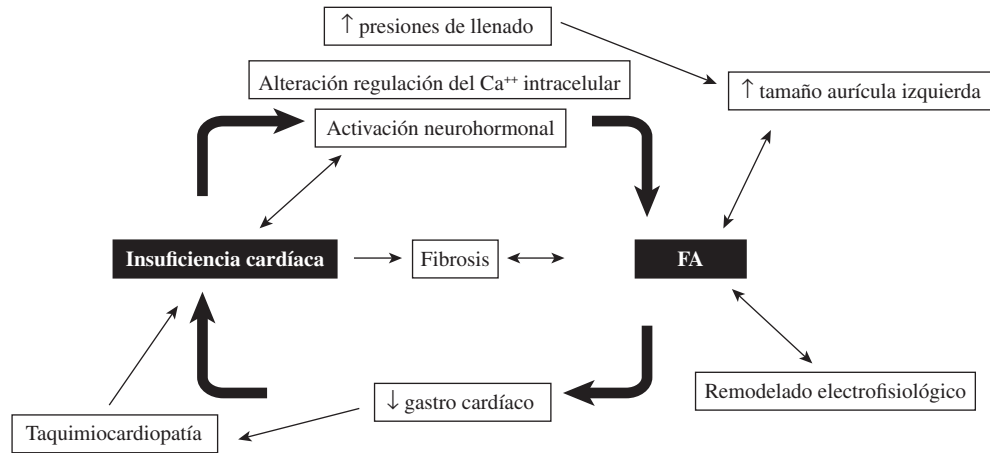 ↑ presiones de llenado
Alteración regulación del Ca⁺⁺ intracelular
↑ tamaño aurícula izquierda
Activación neurohormonal
Insuficiencia cardíaca
Fibrosis
FA
Remodelado electrofisiológico
↓ gastro cardíaco
Taquimiocardiopatía